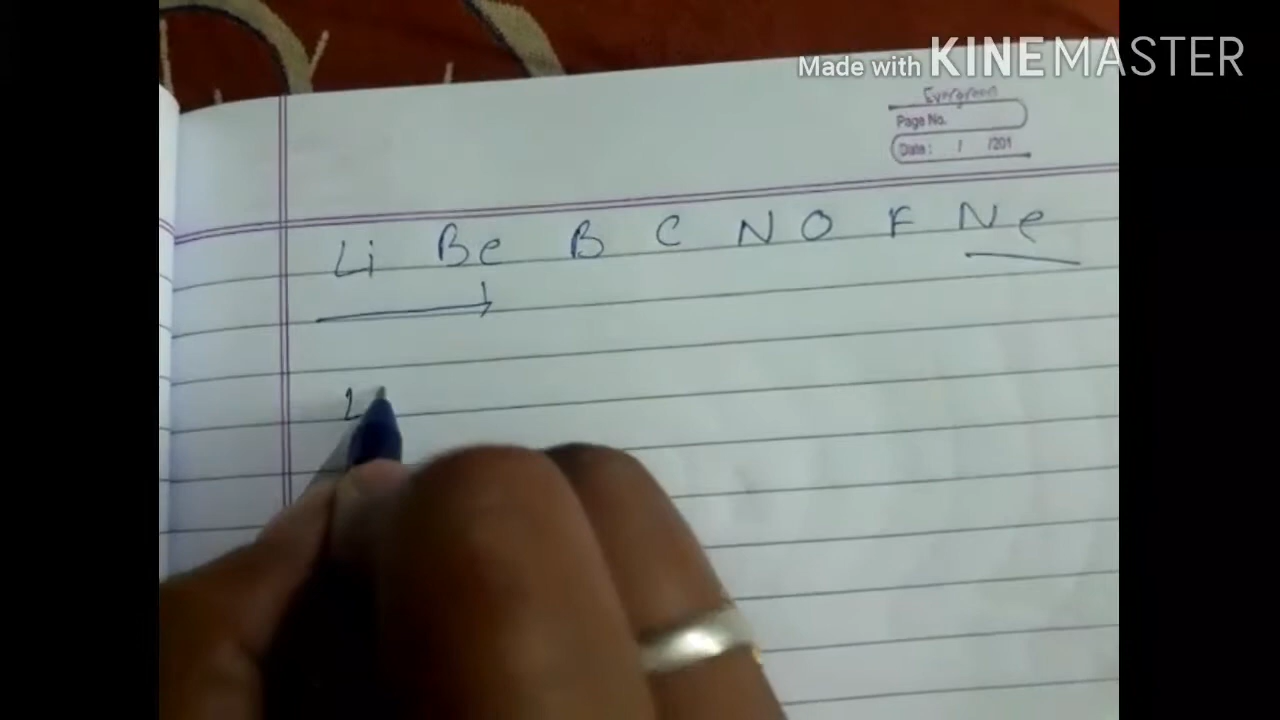 Made with KINEMASTER
Evergreen
Page No.
Date : / /201
Li Be B C N O F Ne